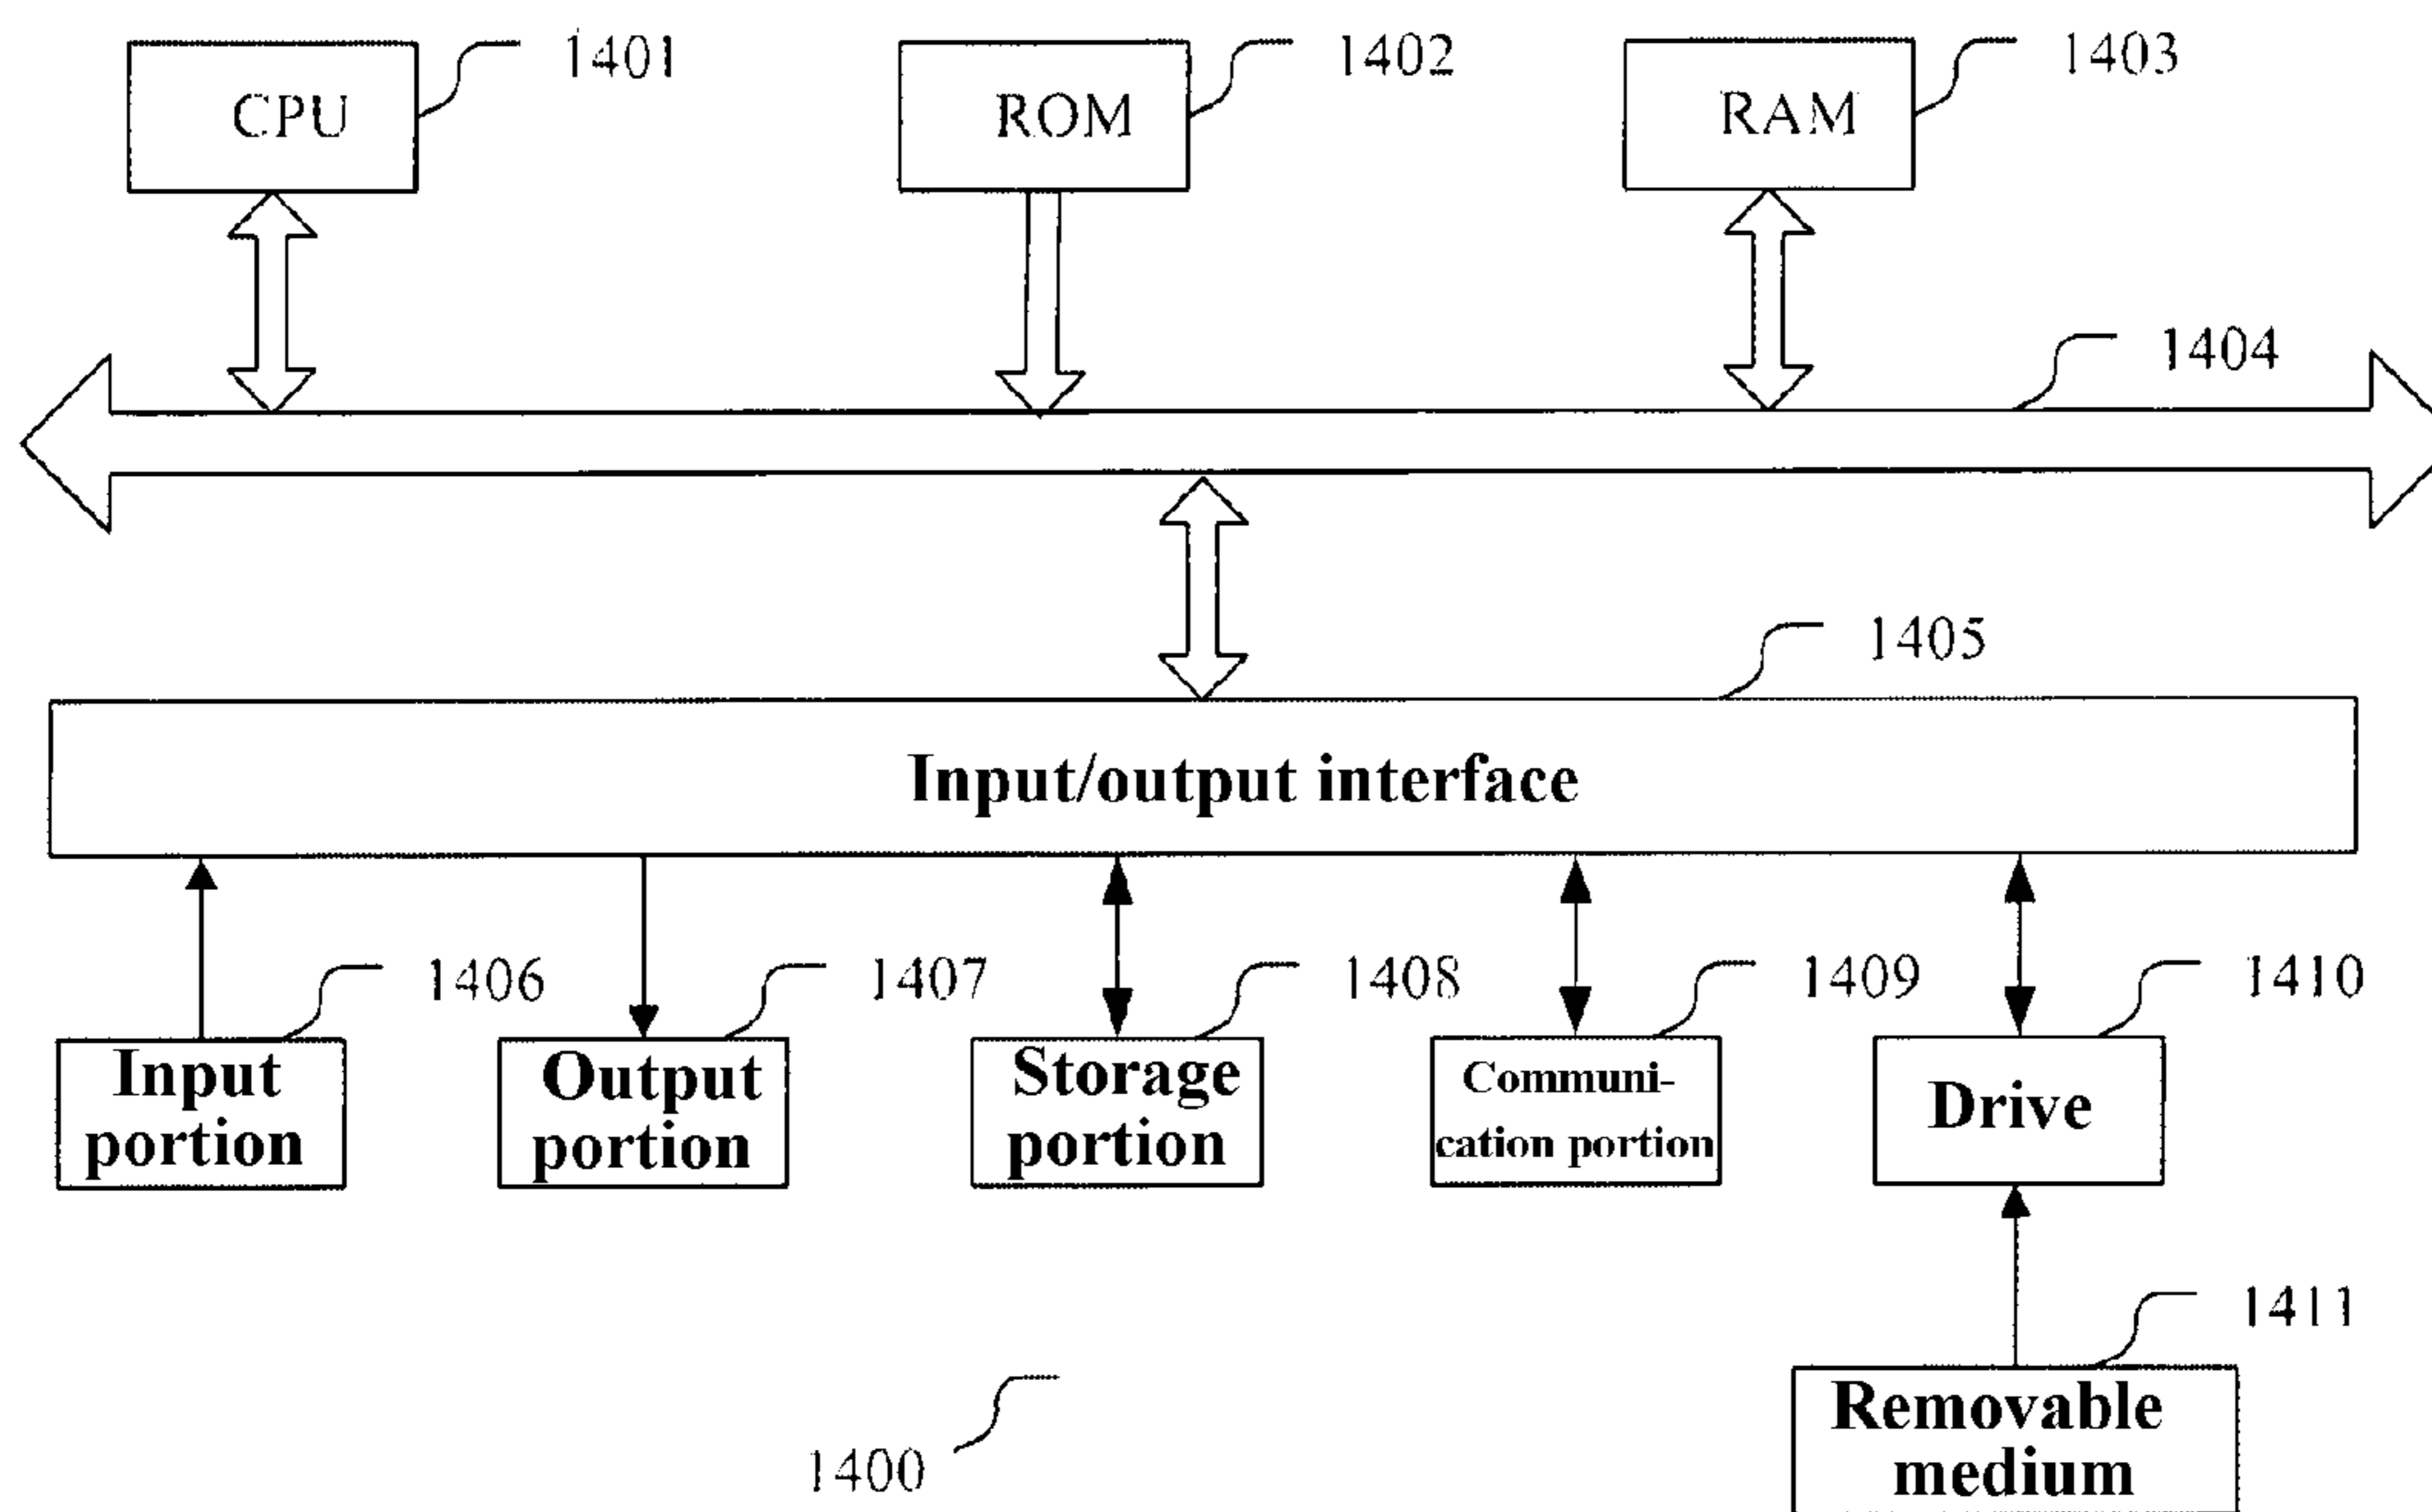 CPU
1401
ROM
1402
RAM
1403
1404
1405
Input/output interface
1406
1407
1408
1409
1410
Input
portion
Output
portion
Storage
portion
Communi-
cation portion
Drive
1411
Removable
medium
1400